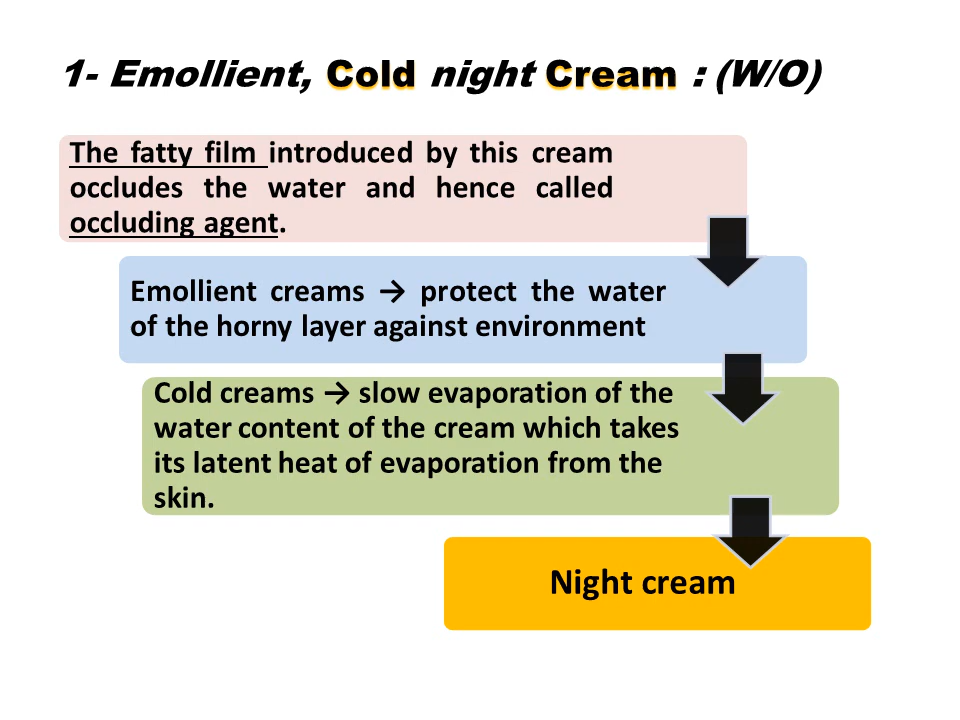 1- Emollient, Cold night Cream : (W/O)
The fatty film introduced by this cream
occludes the water and hence called
occluding agent.
Emollient creams → protect the water
of the horny layer against environment
Cold creams → slow evaporation of the
water content of the cream which takes
its latent heat of evaporation from the
skin.
Night cream